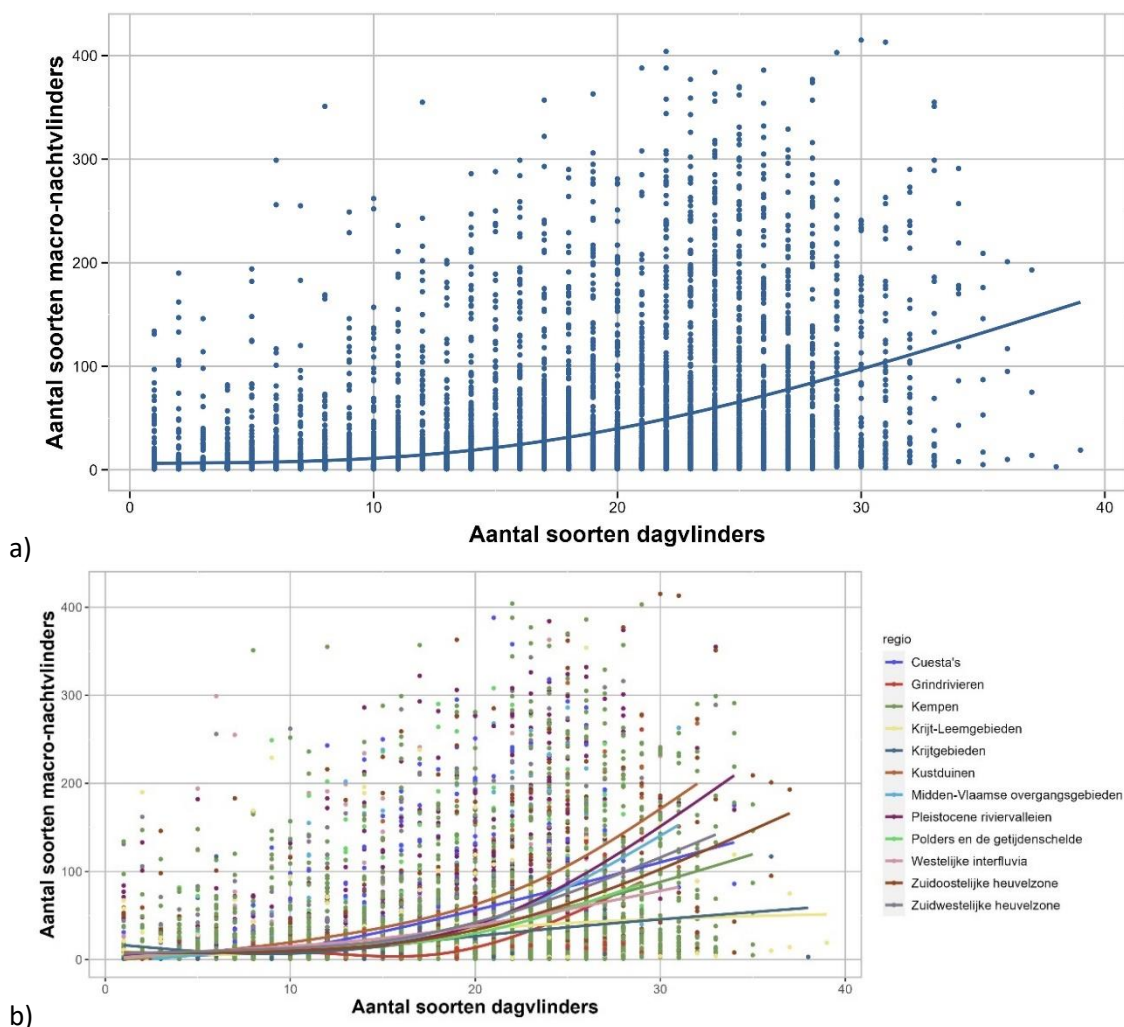 400
300
200
100
0
Aantal soorten macro-nachtvlinders
0 10 20 30 40
Aantal soorten dagvlinders
a)
400
300
200
100
0
Aantal soorten macro-nachtvlinders
0 10 20 30 40
Aantal soorten dagvlinders
regio
Cuesta's
Grindrivieren
Kempen
Krijt-Leemgebieden
Krijtgebieden
Kustduinen
Midden-Vlaamse overgangsgebieden
Pleistocene riviervalleien
Polders en de getijdenschelde
Westelijke interfluvia
Zuidoostelijke heuvelzone
Zuidwestelijke heuvelzone
b)